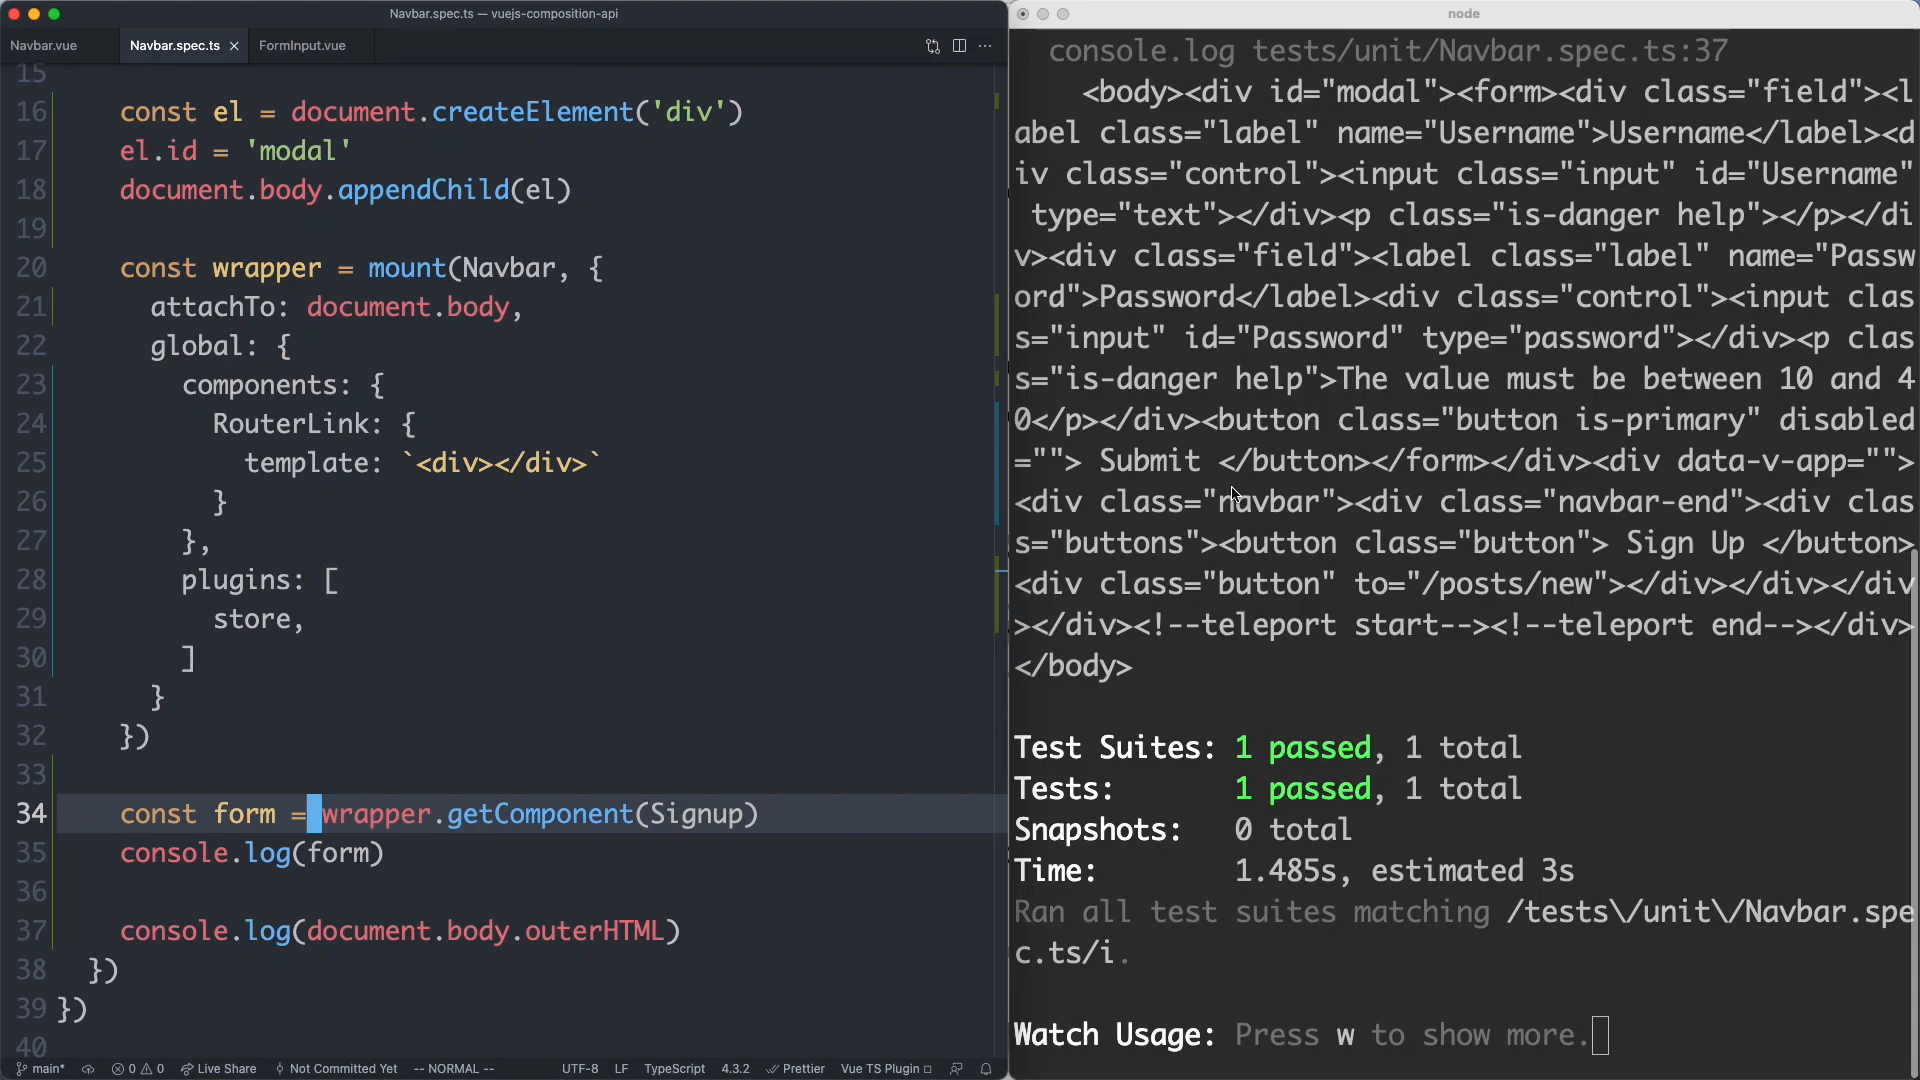 Navbar.spec.ts — vuejs-composition-api
Navbar.vue
Navbar.spec.ts
FormInput.vue
15
16 const el = document.createElement('div')
17 el.id = 'modal'
18 document.body.appendChild(el)
19
20 const wrapper = mount(Navbar, {
21 attachTo: document.body,
22 global: {
23 components: {
24 RouterLink: {
25 template: `<div></div>`
26 }
27 },
28 plugins: [
29 store,
30 ]
31 }
32 })
33
34 const form = wrapper.getComponent(Signup)
35 console.log(form)
36
37 console.log(document.body.outerHTML)
38 })
39 })
40
main* 0 0 Live Share Not Committed Yet -- NORMAL -- UTF-8 LF TypeScript 4.3.2 Prettier Vue TS Plugin
node
console.log tests/unit/Navbar.spec.ts:37
<body><div id="modal"><form><div class="field"><l
abel class="label" name="Username">Username</label><d
iv class="control"><input class="input" id="Username"
type="text"></div><p class="is-danger help"></p></di
v><div class="field"><label class="label" name="Passw
ord">Password</label><div class="control"><input clas
s="input" id="Password" type="password"></div><p clas
s="is-danger help">The value must be between 10 and 4
0</p></div><button class="button is-primary" disabled
=""> Submit </button></form></div><div data-v-app="">
<div class="navbar"><div class="navbar-end"><div clas
s="buttons"><button class="button"> Sign Up </button>
<div class="button" to="/posts/new"></div></div></div
></div><!--teleport start--><!--teleport end--></div>
</body>
Test Suites: 1 passed, 1 total
Tests: 1 passed, 1 total
Snapshots: 0 total
Time: 1.485s, estimated 3s
Ran all test suites matching /tests\/unit\/Navbar.spe
c.ts/i.
Watch Usage: Press w to show more.